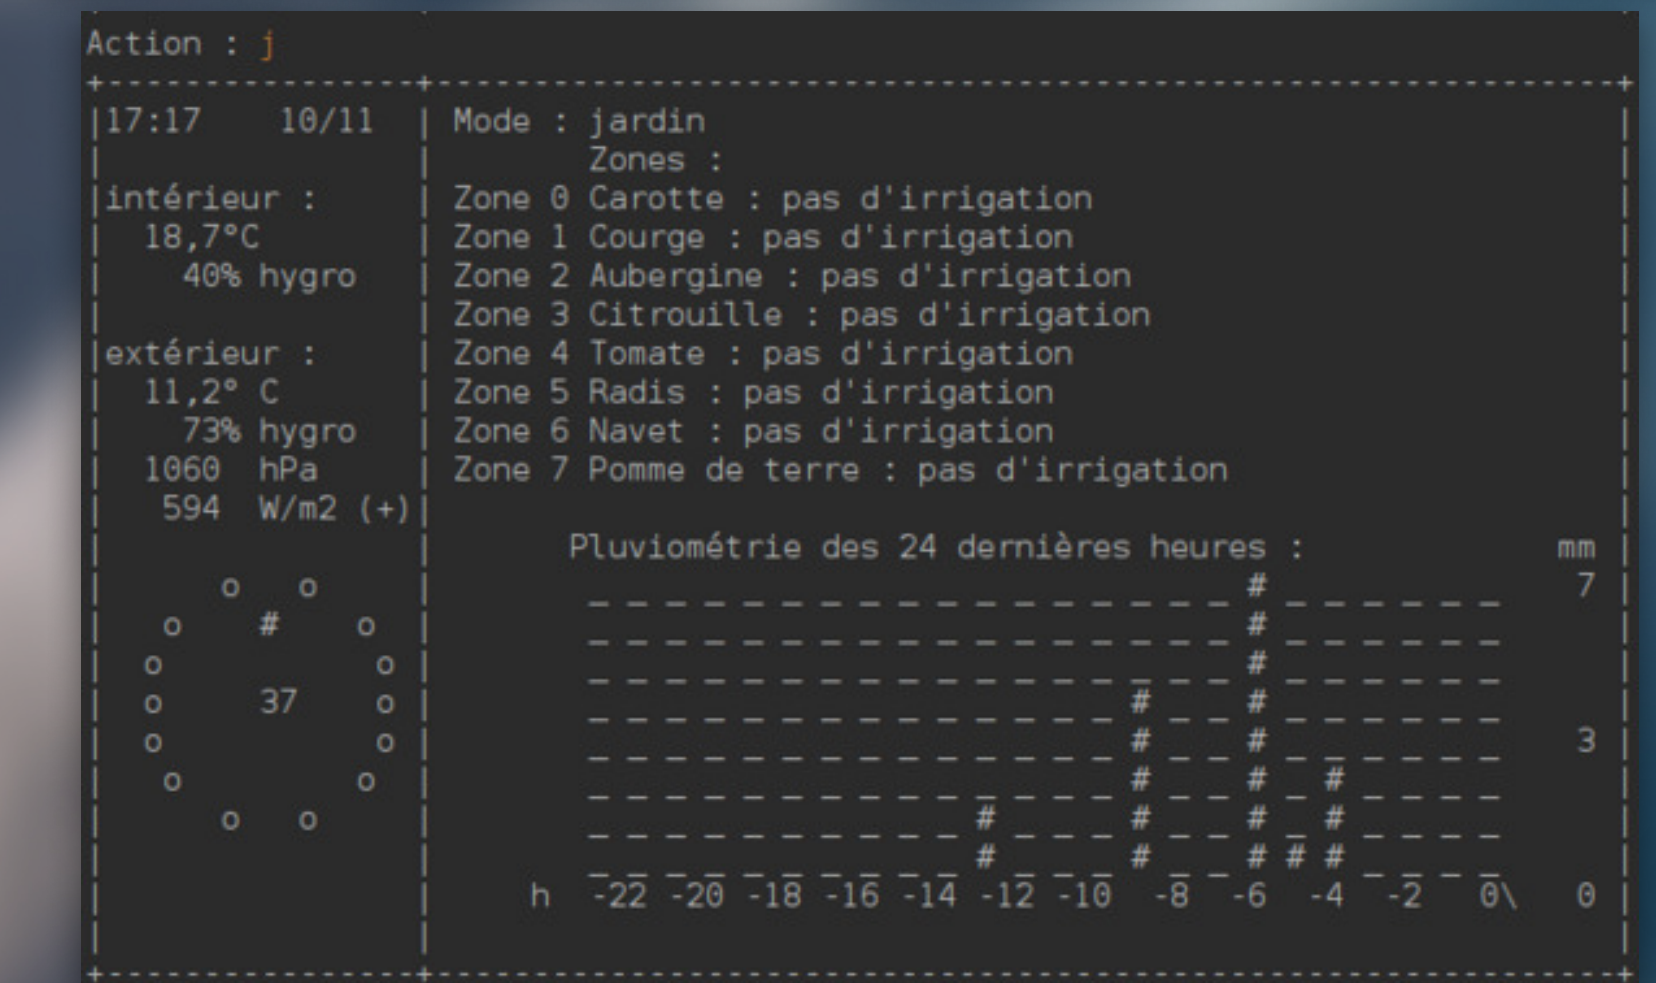 Action : j
+----------------+--------------------------------------------------------------+
|17:17    10/11  | Mode : jardin                                                |
|                |        Zones :                                               |
|intérieur :     | Zone 0 Carotte : pas d'irrigation                            |
|  18,7°C        | Zone 1 Courge : pas d'irrigation                             |
|    40% hygro   | Zone 2 Aubergine : pas d'irrigation                          |
|                | Zone 3 Citrouille : pas d'irrigation                         |
|extérieur :     | Zone 4 Tomate : pas d'irrigation                             |
|  11,2° C       | Zone 5 Radis : pas d'irrigation                              |
|    73% hygro   | Zone 6 Navet : pas d'irrigation                              |
|  1060  hPa     | Zone 7 Pomme de terre : pas d'irrigation                     |
|   594  W/m2 (+)|                                                              |
|                |       Pluviométrie des 24 dernières heures :             mm |
|      o   o     |        _ _ _ _ _ _ _ _ _ _ _ _ _ _ _ _ _ # _ _ _ _ _ _    7 |
|   o    #    o  |        _ _ _ _ _ _ _ _ _ _ _ _ _ _ _ _ _ # _ _ _ _ _ _      |
|  o           o |        _ _ _ _ _ _ _ _ _ _ _ _ _ _ _ _ _ # _ _ _ _ _ _      |
|  o     37    o |        _ _ _ _ _ _ _ _ _ _ _ _ _ _ # _ _ # _ _ _ _ _ _      |
|  o           o |        _ _ _ _ _ _ _ _ _ _ _ _ _ _ # _ _ # _ _ _ _ _ _    3 |
|   o         o  |        _ _ _ _ _ _ _ _ _ _ _ _ _ _ # _ _ # _ # _ _ _ _      |
|      o   o     |        _ _ _ _ _ _ _ _ _ _ # _ _ _ # _ _ # _ # _ _ _ _      |
|                |        _ _ _ _ _ _ _ _ _ _ # _ _ _ # _ _ # # # _ _ _ _      |
|                |     h  -22 -20 -18 -16 -14 -12 -10  -8  -6  -4  -2   0\   0 |
|                |                                                              |
+----------------+--------------------------------------------------------------+